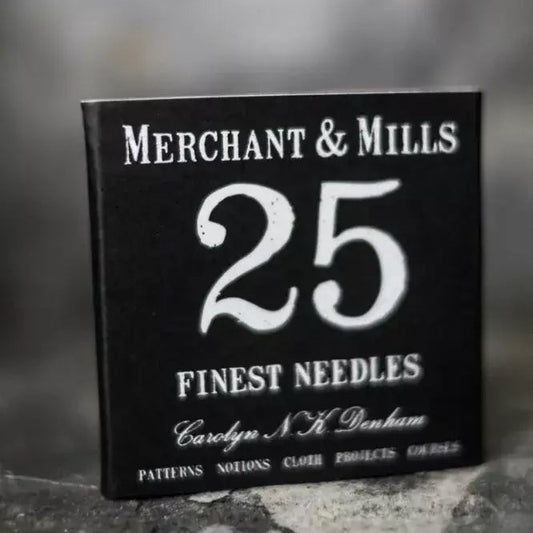 MERCHANT & MILLS
25
FINEST NEEDLES
Carolyn N.K. Denham
PATTERNS NOTIONS CLOTH PROJECTS COURSES